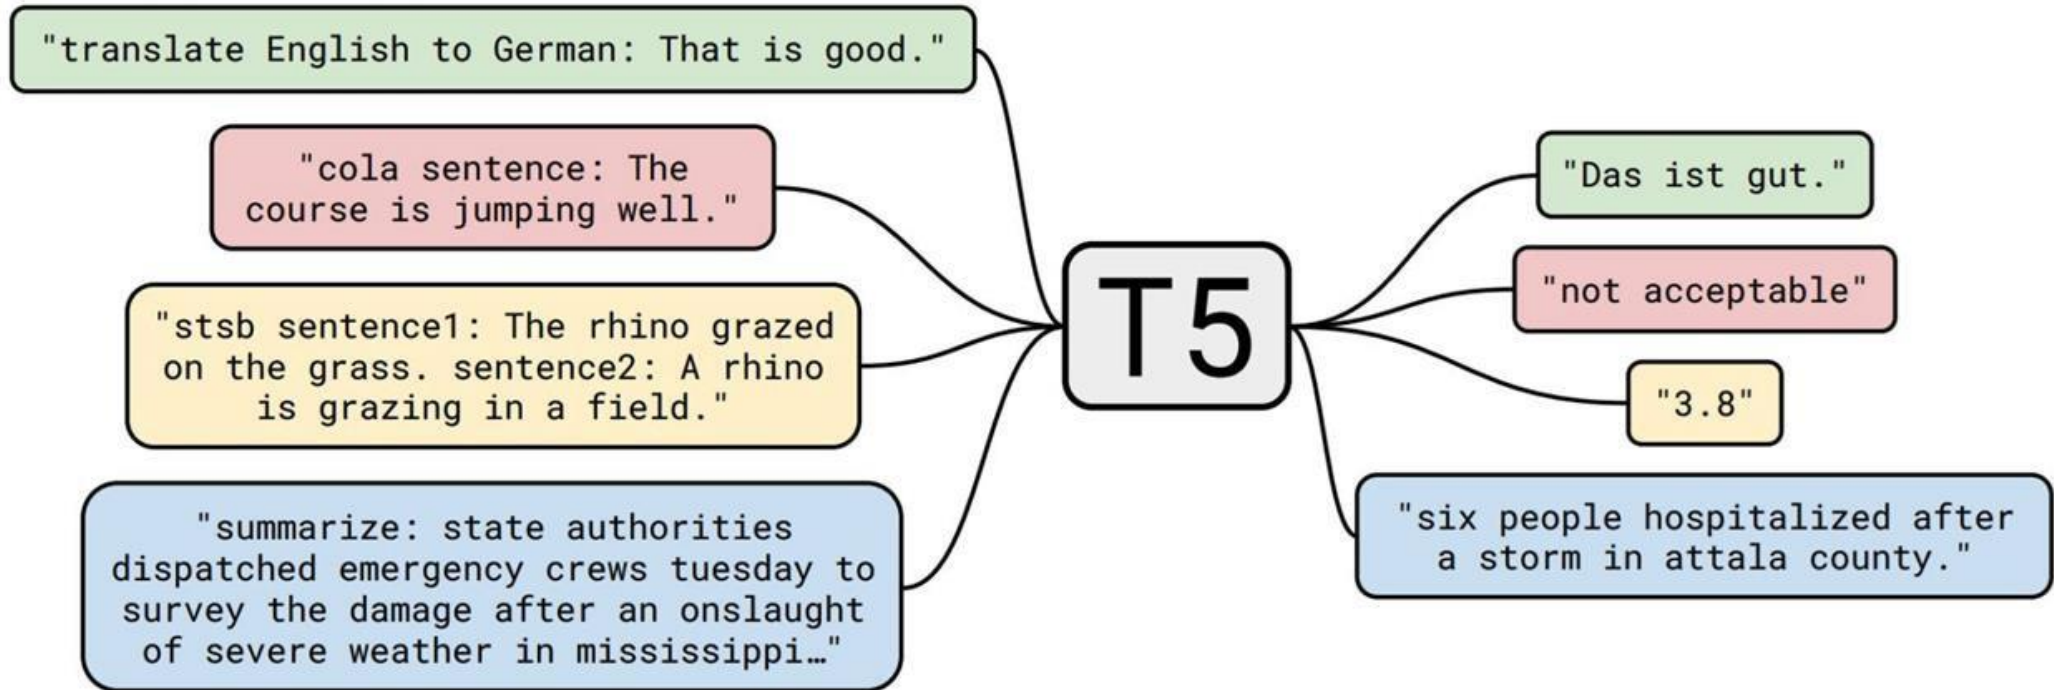 "translate English to German: That is good."
"cola sentence: The
course is jumping well."
"stsb sentence1: The rhino grazed
on the grass. sentence2: A rhino
is grazing in a field."
"summarize: state authorities
dispatched emergency crews tuesday to
survey the damage after an onslaught
of severe weather in mississippi…"
T5
"Das ist gut."
"not acceptable"
"3.8"
"six people hospitalized after
a storm in attala county."